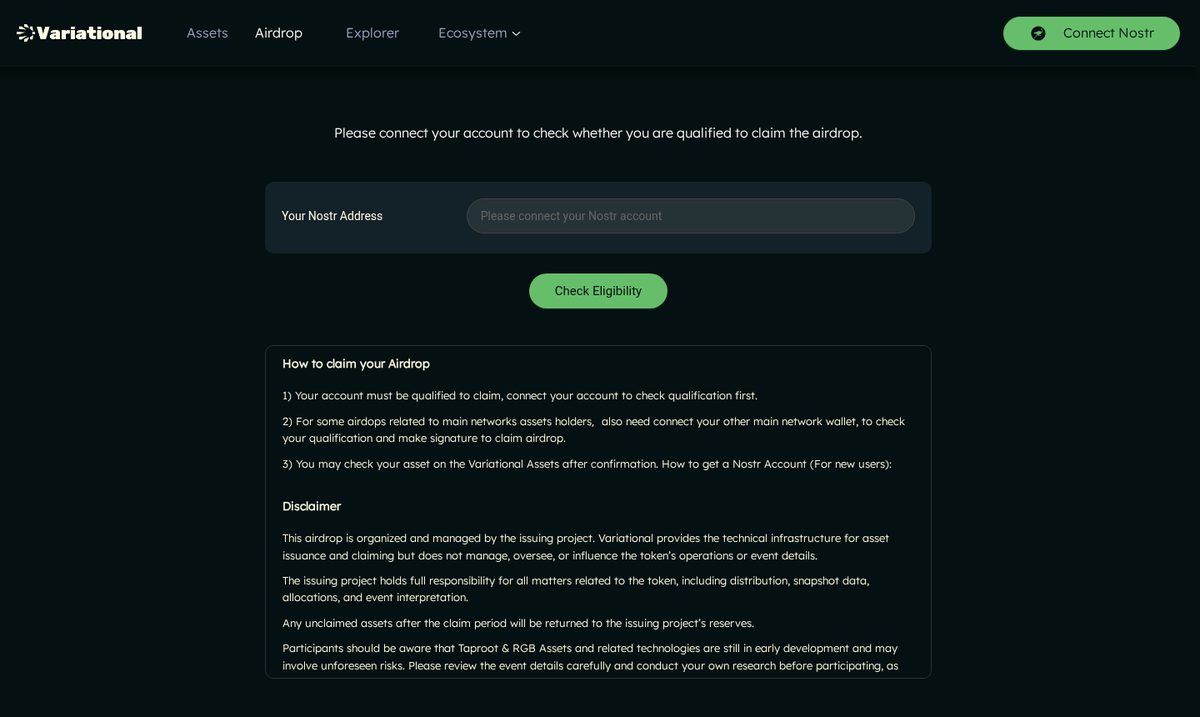 Variational
Assets
Airdrop
Explorer
Ecosystem
Connect Nostr
Please connect your account to check whether you are qualified to claim the airdrop.
Your Nostr Address
Please connect your Nostr account
Check Eligibility
How to claim your Airdrop
1) Your account must be qualified to claim, connect your account to check qualification first.
2) For some airdops related to main networks assets holders,  also need connect your other main network wallet, to check
your qualification and make signature to claim airdrop.
3) You may check your asset on the Variational Assets after confirmation. How to get a Nostr Account (For new users):
Disclaimer
This airdrop is organized and managed by the issuing project. Variational provides the technical infrastructure for asset
issuance and claiming but does not manage, oversee, or influence the token's operations or event details.
The issuing project holds full responsibility for all matters related to the token, including distribution, snapshot data,
allocations, and event interpretation.
Any unclaimed assets after the claim period will be returned to the issuing project's reserves.
Participants should be aware that Taproot & RGB Assets and related technologies are still in early development and may
involve unforeseen risks. Please review the event details carefully and conduct your own research before participating, as